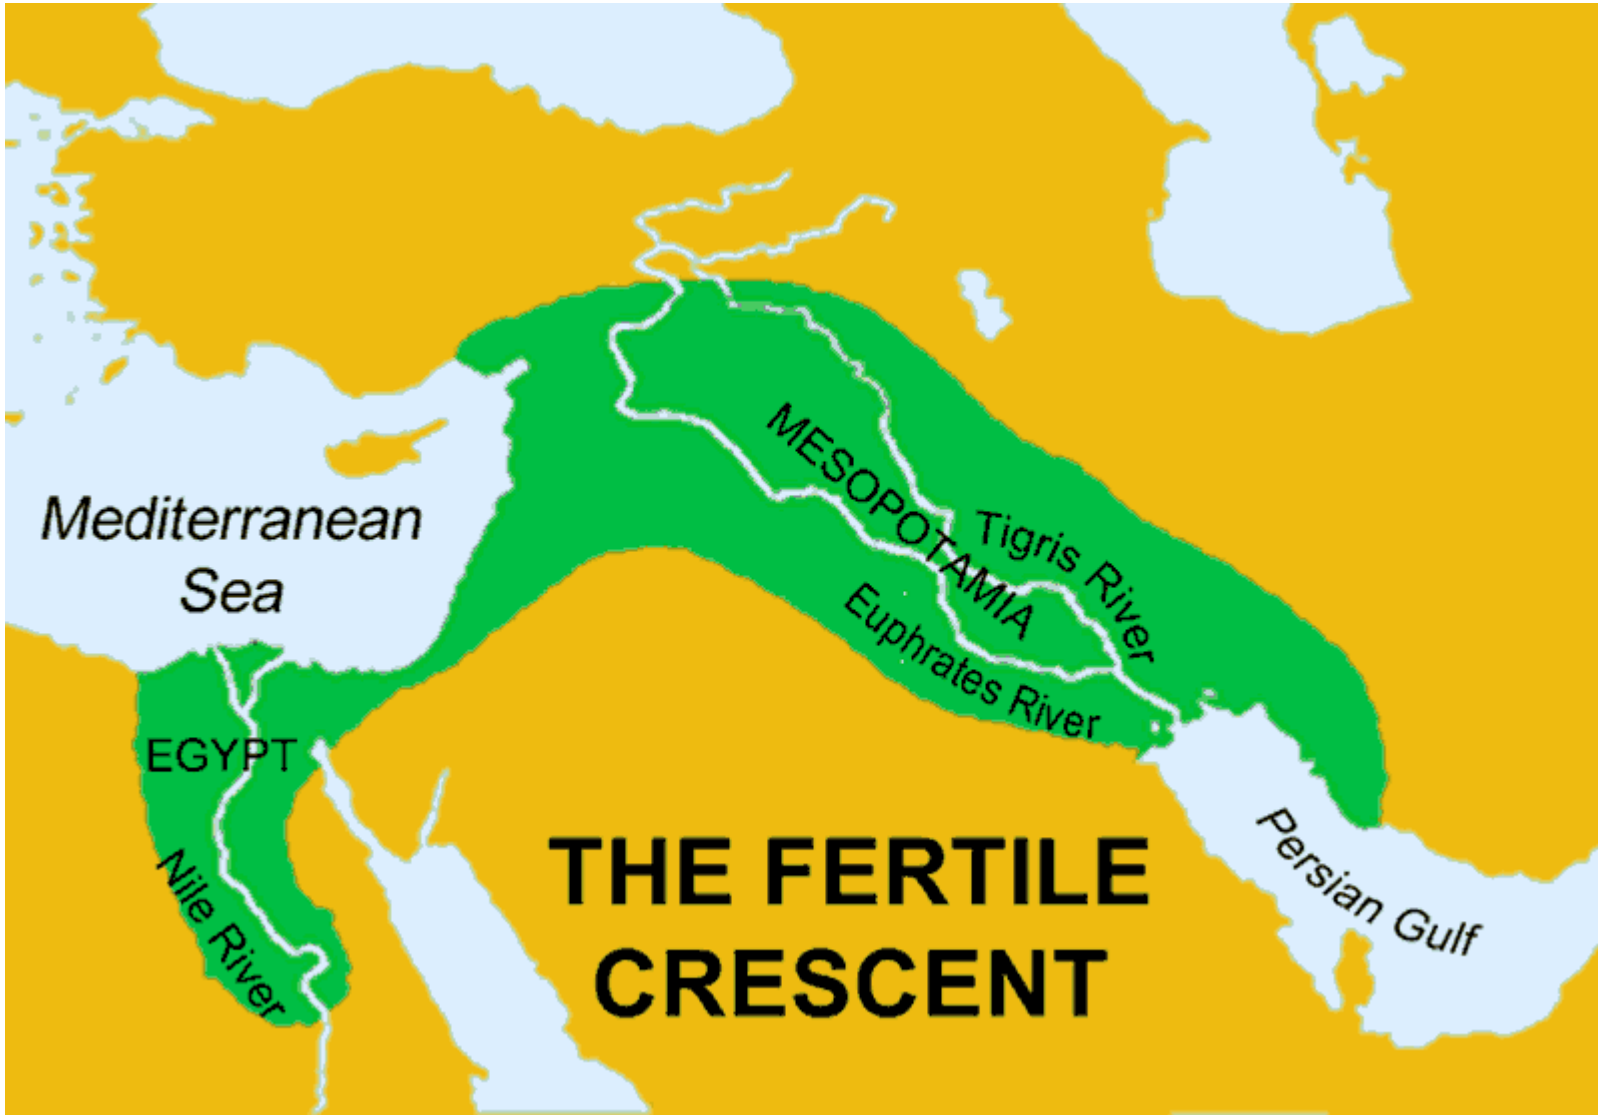 MESOPOTAMIA
Tigris River
Mediterranean
Sea
Euphrates River
EGYPT
Nile River
THE FERTILE
CRESCENT
Persian Gulf